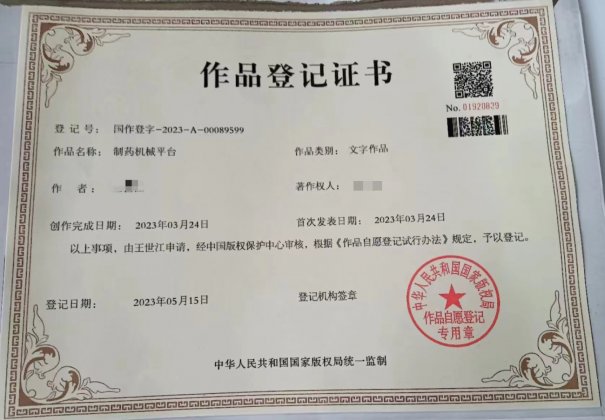 作品登记证书
No. 01920829
登 记 号： 国作登字-2023-A-00089599
作品名称： 制药机械平台 作品类别： 文字作品
作 者： 著作权人：
创作完成日期： 2023年03月24日 首次发表日期： 2023年03月24日
以上事项，由王世江申请，经中国版权保护中心审核，根据《作品自愿登记试行办法》规定，予以登记。
登记日期： 2023年05月15日 登记机构签章
中华人民共和国国家版权局
作品自愿登记
专用章
中华人民共和国国家版权局统一监制